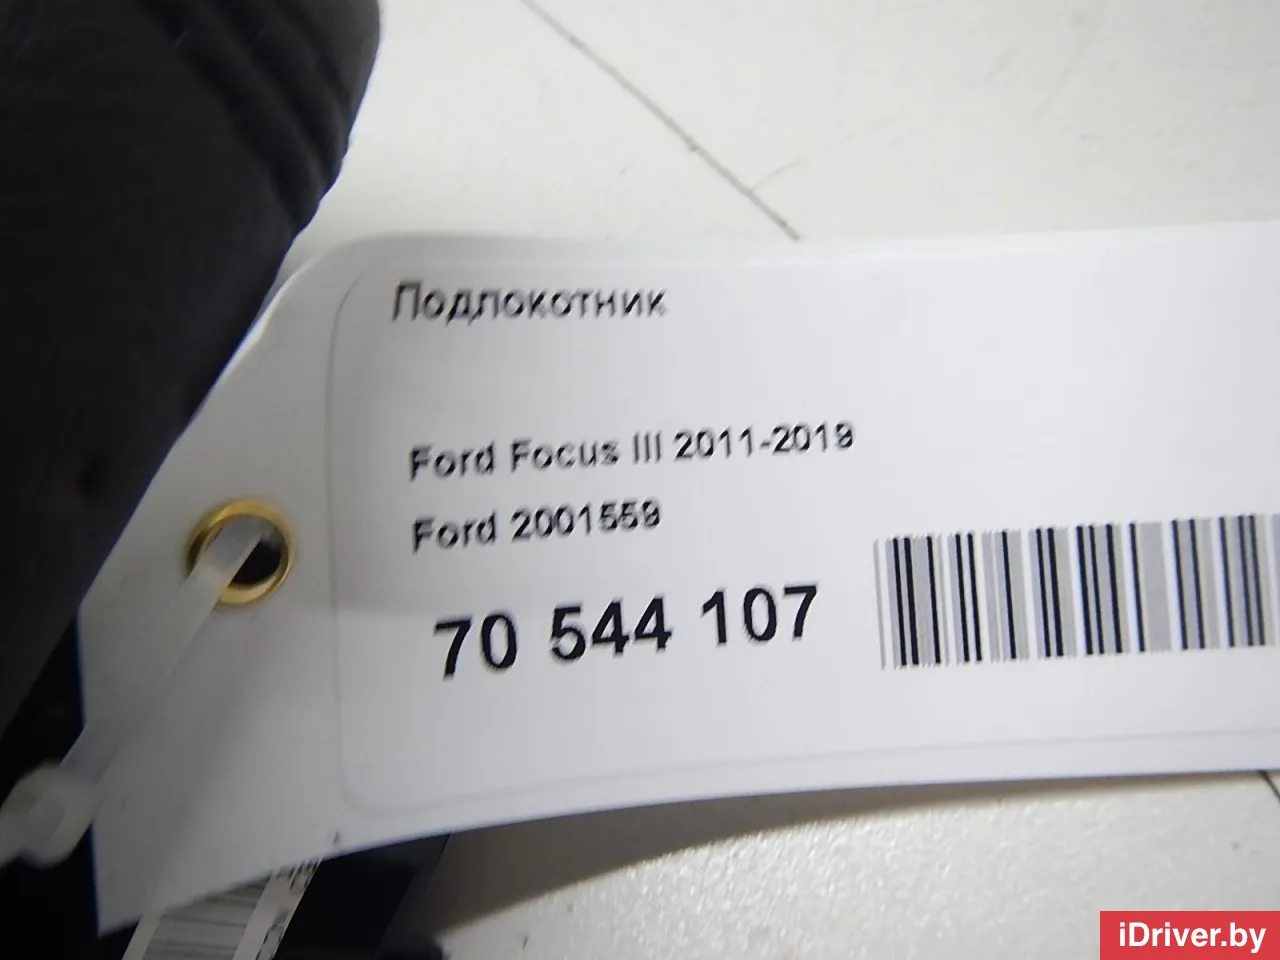 Подлокотник
Ford Focus III 2011-2019
Ford 2001559
70 544 107
iDriver.by